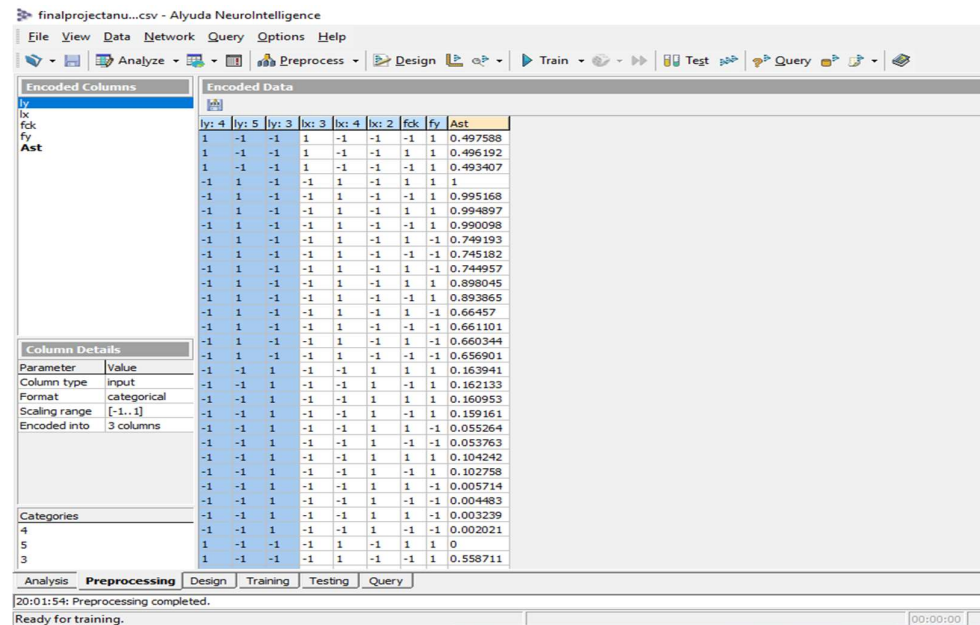 finalprojectanu...csv - Alyuda NeuroIntelligence
File View Data Network Query Options Help
Analyze Preprocess Design Train Test Query
Encoded Columns
ly
lx
fck
fy
Ast
Encoded Data
ly: 4 ly: 5 ly: 3 lx: 3 lx: 4 lx: 2 fck fy Ast
1 -1 -1 1 -1 -1 -1 1 0.497588
1 -1 -1 1 -1 -1 1 1 0.496192
1 -1 -1 1 -1 -1 -1 1 0.493407
-1 1 -1 -1 1 -1 1 1 1
-1 1 -1 -1 1 -1 -1 1 0.995168
-1 1 -1 -1 1 -1 1 1 0.994897
-1 1 -1 -1 1 -1 -1 1 0.990098
-1 1 -1 -1 1 -1 1 -1 0.749193
-1 1 -1 -1 1 -1 -1 -1 0.745182
-1 1 -1 -1 1 -1 1 -1 0.744957
-1 1 -1 -1 1 -1 1 1 0.898045
-1 1 -1 -1 1 -1 -1 1 0.893865
-1 1 -1 -1 1 -1 1 -1 0.66457
-1 1 -1 -1 1 -1 -1 -1 0.661101
-1 1 -1 -1 1 -1 1 -1 0.660344
-1 1 -1 -1 1 -1 -1 -1 0.656901
-1 -1 1 -1 -1 1 1 1 0.163941
-1 -1 1 -1 -1 1 -1 1 0.162133
-1 -1 1 -1 -1 1 1 1 0.160953
-1 -1 1 -1 -1 1 -1 1 0.159161
-1 -1 1 -1 -1 1 1 -1 0.055264
-1 -1 1 -1 -1 1 -1 -1 0.053763
-1 -1 1 -1 -1 1 1 1 0.104242
-1 -1 1 -1 -1 1 -1 1 0.102758
-1 -1 1 -1 -1 1 1 -1 0.005714
-1 -1 1 -1 -1 1 -1 -1 0.004483
-1 -1 1 -1 -1 1 1 -1 0.003239
-1 -1 1 -1 -1 1 -1 -1 0.002021
1 -1 -1 -1 1 -1 1 1 0
1 -1 -1 -1 1 -1 -1 1 0.558711
Column Details
Parameter Value
Column type input
Format categorical
Scaling range [-1..1]
Encoded into 3 columns
Categories
4
5
3
Analysis Preprocessing Design Training Testing Query
20:01:54: Preprocessing completed.
Ready for training. 00:00:00